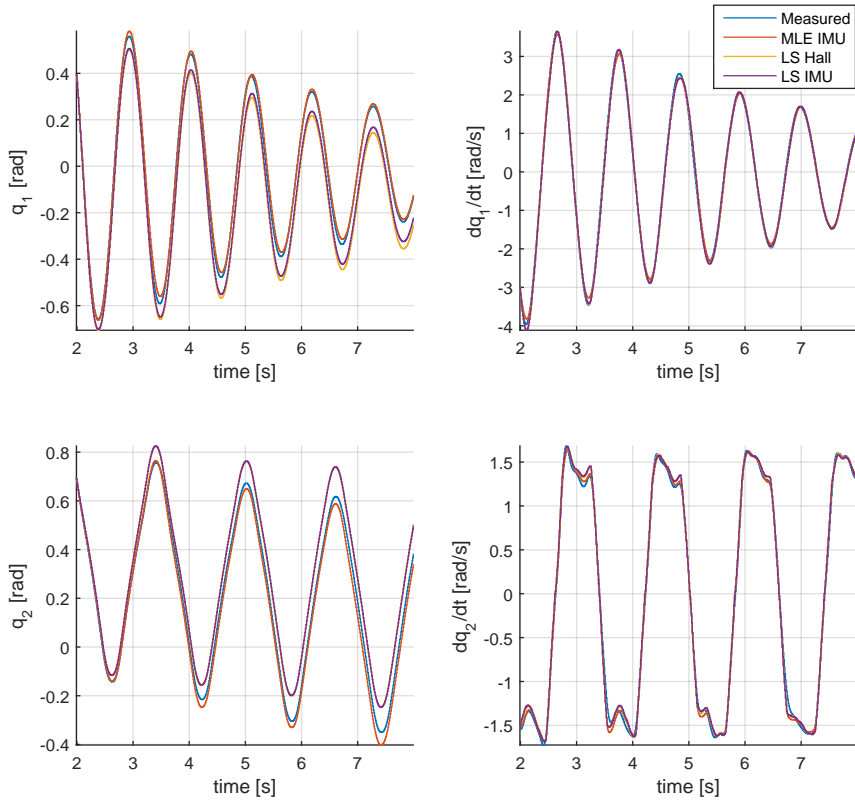 0.4
0.2
0
-0.2
-0.4
-0.6
q1 [rad]
2 3 4 5 6 7
time [s]
3
2
1
0
-1
-2
-3
-4
dq1/dt [rad/s]
2 3 4 5 6 7
time [s]
Measured
MLE IMU
LS Hall
LS IMU
0.8
0.6
0.4
0.2
0
-0.2
-0.4
q2 [rad]
2 3 4 5 6 7
time [s]
1.5
1
0.5
0
-0.5
-1
-1.5
dq2/dt [rad/s]
2 3 4 5 6 7
time [s]